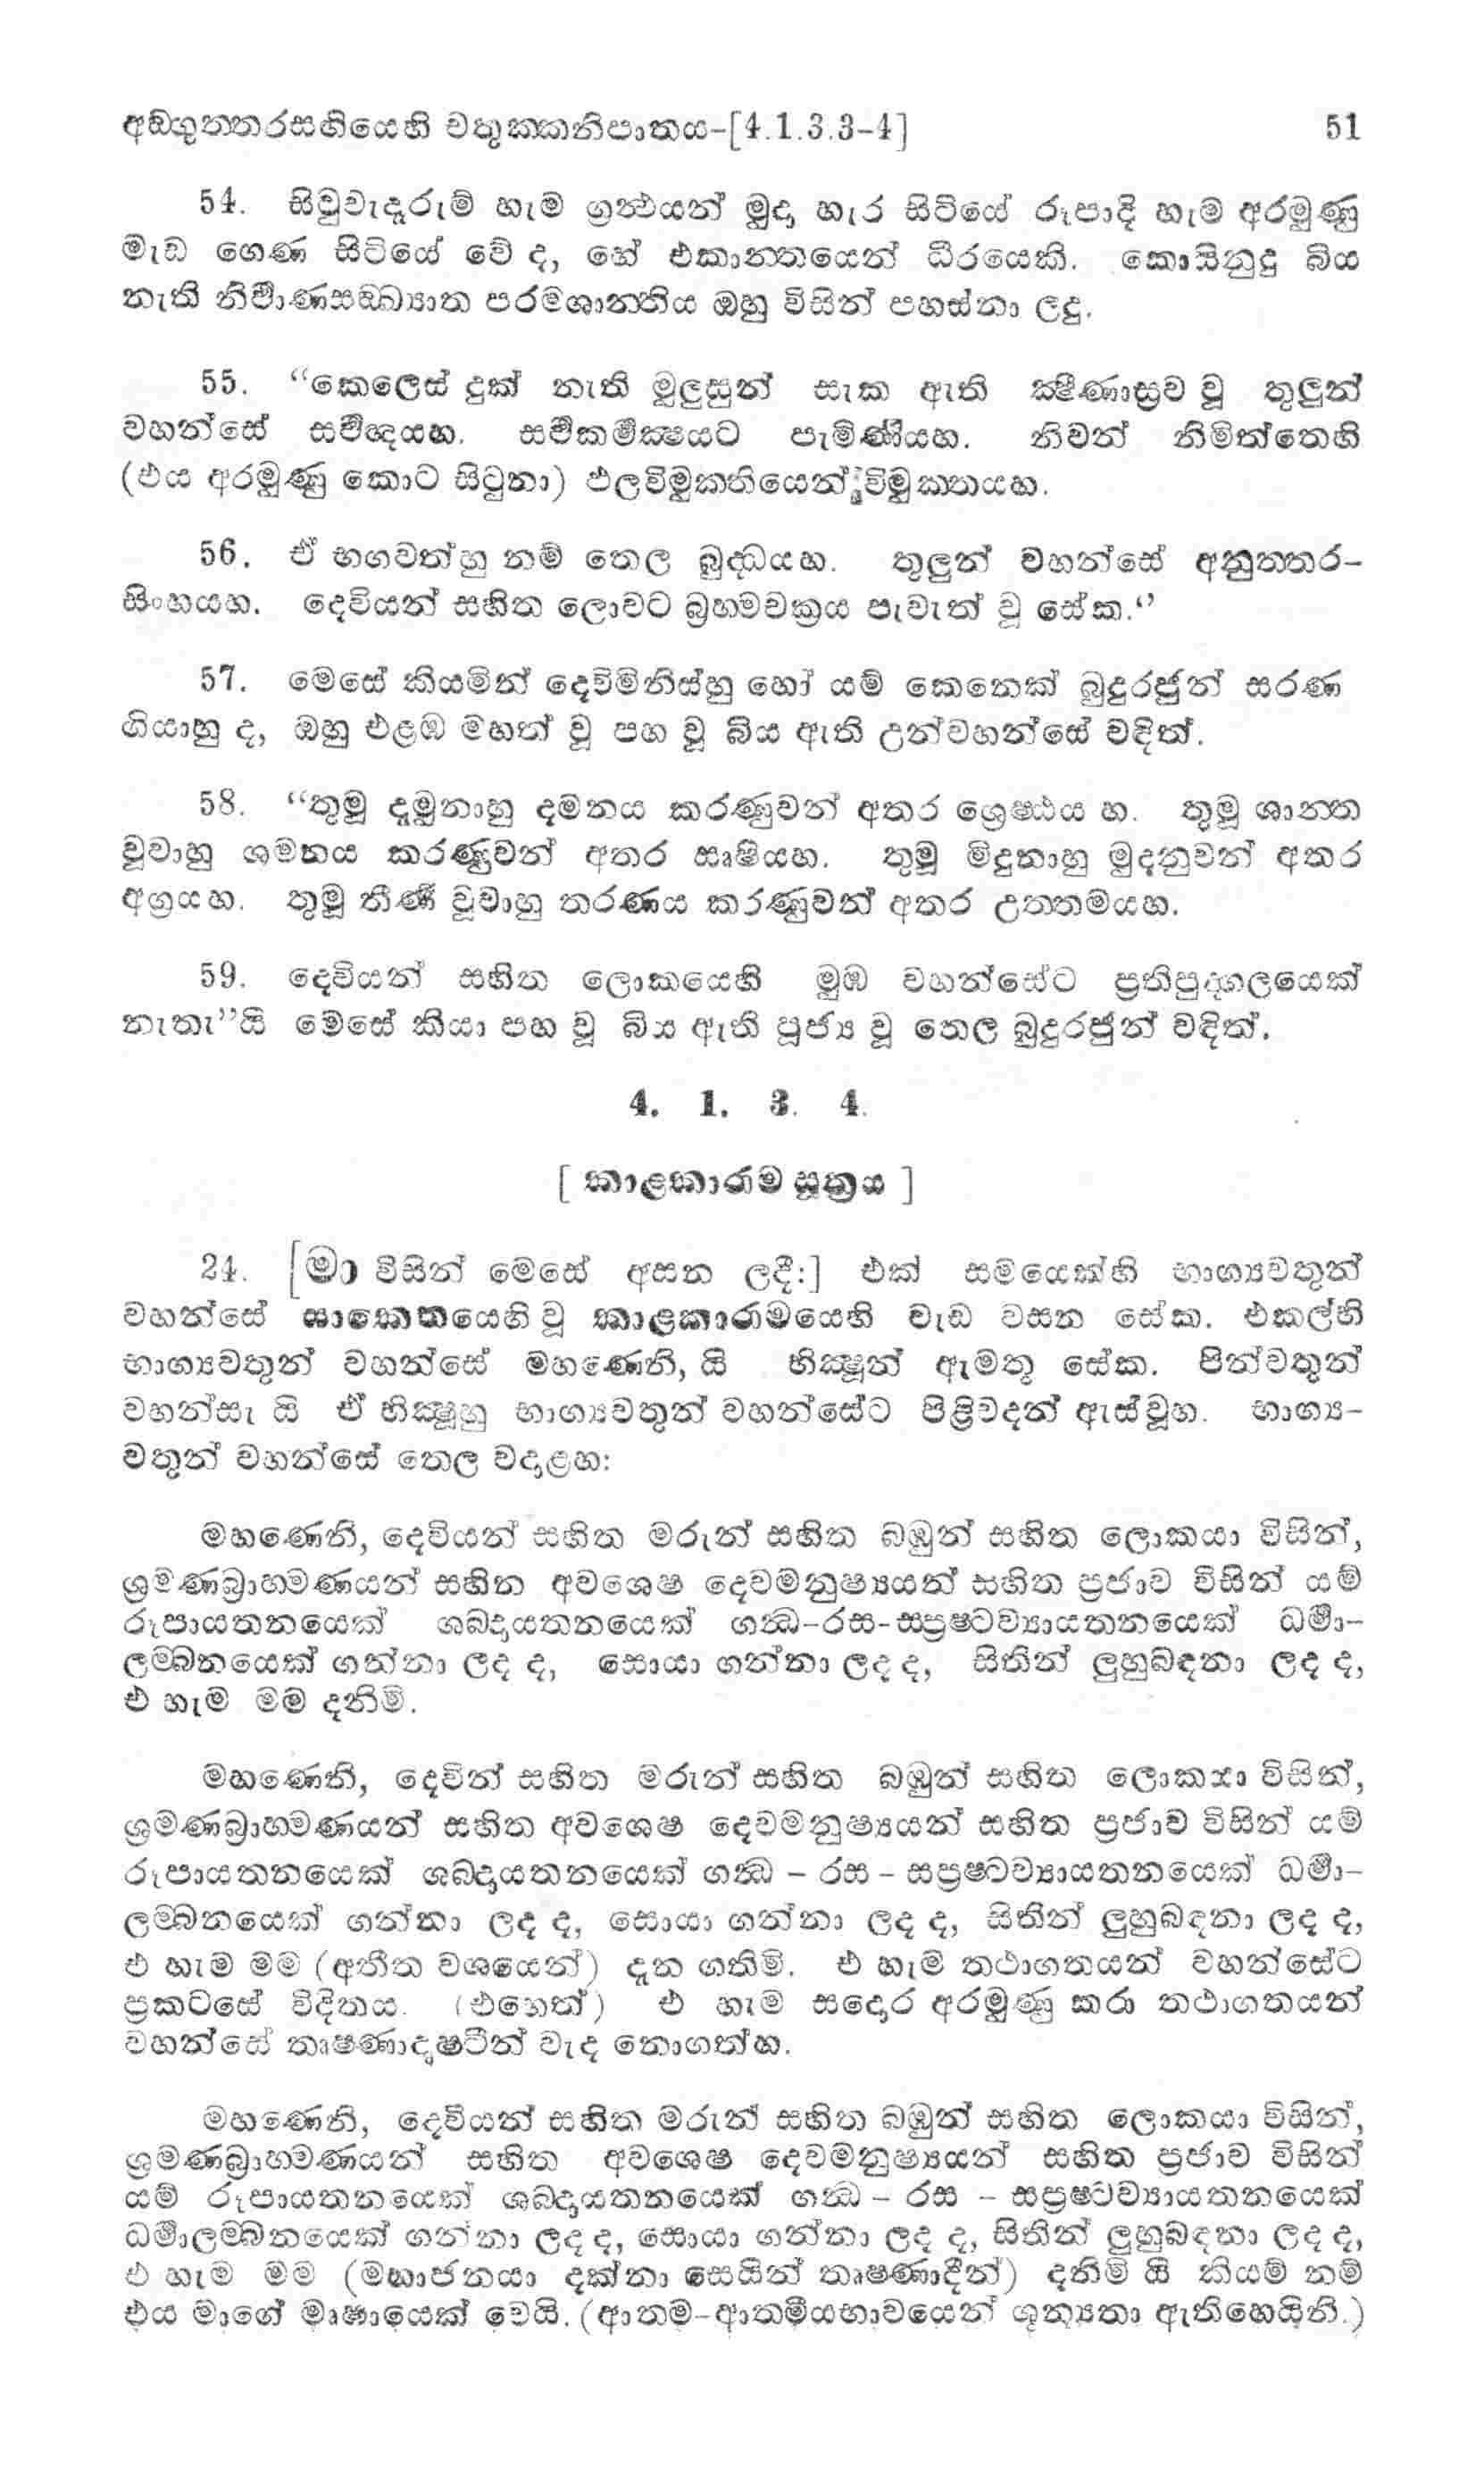 අඞ්ගුත්තරසඟියෙහි චතුක්කනිපාතය-[4.1.3.3-4] 51
54. සිවුවැදෑරුම් හැම ග්‍රන්ථයන් මුදා හැර සිටියේ රූපාදි හැම අරමුණු
මැඩ ගෙණ සිටියේ වේ ද, හේ එකාන්තයෙන් ධීරයෙකි. කොයිනුදු බිය
නැති නිර්වාණසඞ්ඛ්‍යාත පරමශාන්තිය ඔහු විසින් පහස්නා ලදු.
55. “කෙලෙස් දුක් නැති මුලුසුන් සැක ඇති ක්ෂීණාස්‍රව වූ තුලුන්
වහන්සේ සර්වඥයහ. සර්වකර්මක්ෂයට පැමිණියහ. නිවන් නිමිත්තෙහි
(එය අරමුණු කොට සිටුනා) ඵලවිමුක්තියෙන් විමුක්තයහ.
56. ඒ භගවත්හු නම් තෙල බුද්ධයහ. තුලුන් වහන්සේ අනුත්තර-
සිංහයහ. දෙවියන් සහිත ලොවට බ්‍රහ්මචක්‍රය පැවැත් වූ සේක.”
57. මෙසේ කියමින් දෙව්මිනිස්හු හෝ යම් කෙනෙක් බුදුරජුන් සරණ
ගියාහු ද, ඔහු එළඹ මහත් වූ පහ වූ බිය ඇති උන්වහන්සේ වඳිත්.
58. “තුමූ දැමුනාහු දමනය කරණුවන් අතර ශ්‍රෙෂ්ඨය හ. තුමූ ශාන්ත
වූවාහු ශමනය කරණුවන් අතර ඍෂියහ. තුමූ මිදුනාහු මුදනුවන් අතර
අග්‍රයහ. තුමූ තීර්ණ වූවාහු තරණය කරණුවන් අතර උත්තමයහ.
59. දෙවියන් සහිත ලොකයෙහි මුඹ වහන්සේට ප්‍රතිපුද්ගලයෙක්
නැතැ”යි මෙසේ කියා පහ වූ බිය ඇති පූජ්‍ය වූ තෙල බුදුරජුන් වඳිත්.
4. 1. 3. 4.
[ කාළකාරාම සූත්‍රය ]
24. [මා විසින් මෙසේ අසන ලදී:] එක් සමයෙක්හි භාග්‍යවතුන්
වහන්සේ සාකෙතයෙහි වූ කාළකාරාමයෙහි වැඩ වසන සේක. එකල්හි
භාග්‍යවතුන් වහන්සේ මහණෙනි, යි භික්ෂූන් ඇමතූ සේක. පින්වතුන්
වහන්සැ යි ඒ භික්ෂූහු භාග්‍යවතුන් වහන්සේට පිළිවදන් ඇස්වූහ. භාග්‍ය-
වතුන් වහන්සේ තෙල වදාළහ:
මහණෙනි, දෙවියන් සහිත මරුන් සහිත බඹුන් සහිත ලොකයා විසින්,
ශ්‍රමණබ්‍රාහ්මණයන් සහිත අවශෙෂ දෙවමනුෂ්‍යයන් සහිත ප්‍රජාව විසින් යම්
රූපායතනයෙක් ශබ්දායතනයෙක් ගන්ධ-රස-ස්ප්‍රෂ්ටව්‍යායතනයෙක් ධර්මා-
ලම්බනයෙක් ගන්නා ලද ද, සොයා ගන්නා ලද ද, සිතින් ලුහුබඳනා ලද ද,
එ හැම මම දනිමි.
මහණෙනි, දෙවින් සහිත මරුන් සහිත බඹුන් සහිත ලොකයා විසින්,
ශ්‍රමණබ්‍රාහ්මණයන් සහිත අවශෙෂ දෙවමනුෂ්‍යයන් සහිත ප්‍රජාව විසින් යම්
රූපායතනයෙක් ශබ්දායතනයෙක් ගන්ධ - රස - ස්ප්‍රෂ්ටව්‍යායතනයෙක් ධර්මා-
ලම්බනයෙක් ගන්නා ලද ද, සොයා ගන්නා ලද ද, සිතින් ලුහුබඳනා ලද ද,
එ හැම මම (අතීත වශයෙන්) දැන ගතිමි. එ හැම තථාගතයන් වහන්සේට
ප්‍රකටසේ විදිතය. (එහෙත්) එ හැම සදොර අරමුණු කරා තථාගතයන්
වහන්සේ තෘෂ්ණාදෘෂ්ටීන් වැද නොගත්හ.
මහණෙනි, දෙවියන් සහිත මරුන් සහිත බඹුන් සහිත ලොකයා විසින්,
ශ්‍රමණබ්‍රාහ්මණයන් සහිත අවශෙෂ දෙවමනුෂ්‍යයන් සහිත ප්‍රජාව විසින්
යම් රූපායතනයෙක් ශබ්දායතනයෙක් ගන්ධ - රස - ස්ප්‍රෂ්ටව්‍යායතනයෙක්
ධර්මාලම්බනයෙක් ගන්නා ලද ද, සොයා ගන්නා ලද ද, සිතින් ලුහුබඳනා ලද ද,
එ හැම මම (මහාජනයා දක්නා සෙයින් තෘෂ්ණාදීන්) දනිමි යි කියම් නම්
එය මාගේ මෘෂායෙක් වෙයි. (ආත්ම-ආත්මීයභාවයෙන් ශූන්‍යතා ඇතිහෙයිනි.)